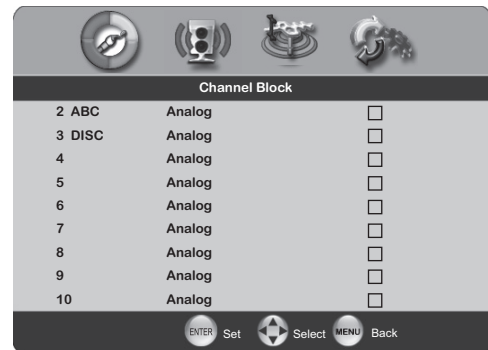 Channel Block
2 ABC Analog
3 DISC Analog
4 Analog
5 Analog
6 Analog
7 Analog
8 Analog
9 Analog
10 Analog
ENTER Set Select MENU Back